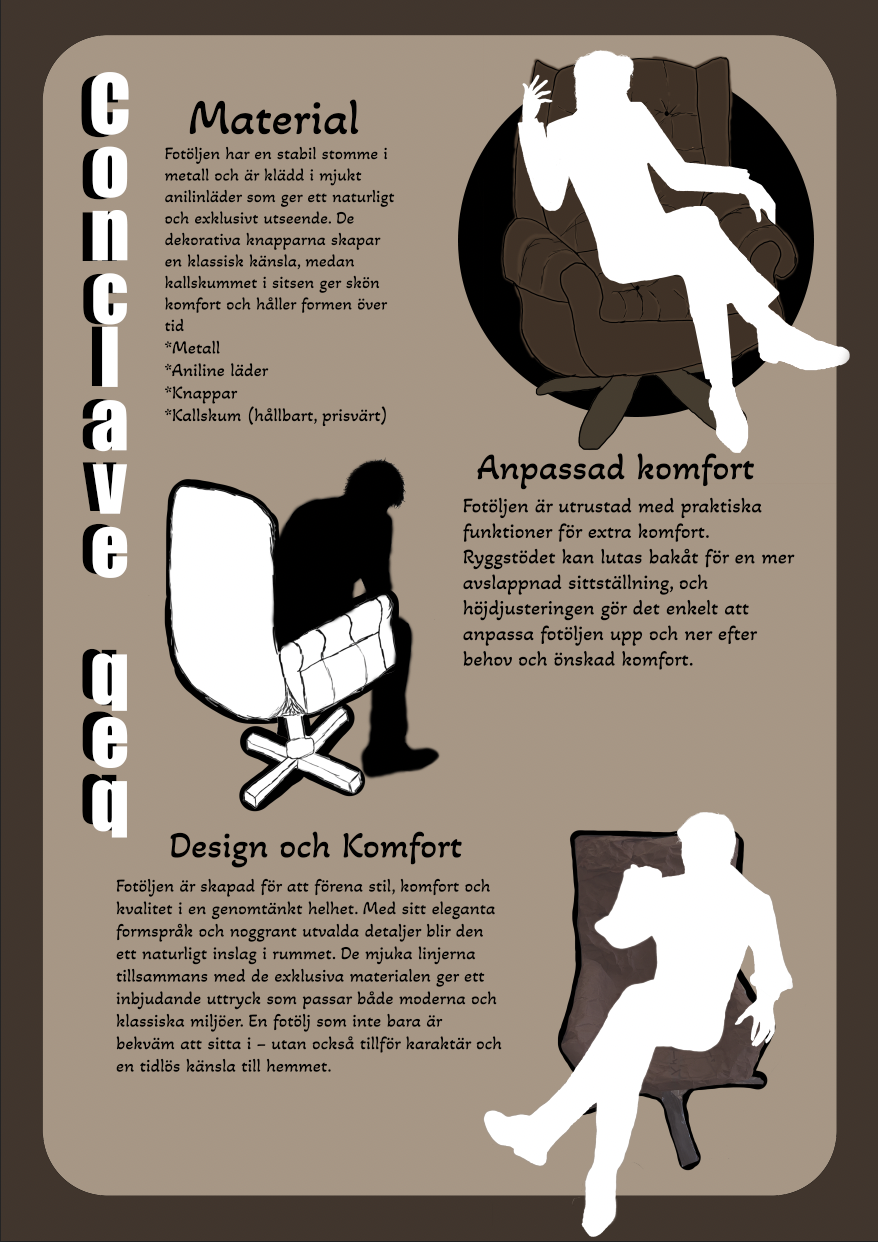 Conclave qeq
Material
Fotöljen har en stabil stomme i
metall och är klädd i mjukt
anilinläder som ger ett naturligt
och exklusivt utseende. De
dekorativa knapparna skapar
en klassisk känsla, medan
kallskummet i sitsen ger skön
komfort och håller formen över
tid
*Metall
*Aniline läder
*Knappar
*Kallskum (hållbart, prisvärt)
Anpassad komfort
Fotöljen är utrustad med praktiska
funktioner för extra komfort.
Ryggstödet kan lutas bakåt för en mer
avslappnad sittställning, och
höjdjusteringen gör det enkelt att
anpassa fotöljen upp och ner efter
behov och önskad komfort.
Design och Komfort
Fotöljen är skapad för att förena stil, komfort och
kvalitet i en genomtänkt helhet. Med sitt eleganta
formspråk och noggrant utvalda detaljer blir den
ett naturligt inslag i rummet. De mjuka linjerna
tillsammans med de exklusiva materialen ger ett
inbjudande uttryck som passar både moderna och
klassiska miljöer. En fotölj som inte bara är
bekväm att sitta i – utan också tillför karaktär och
en tidlös känsla till hemmet.